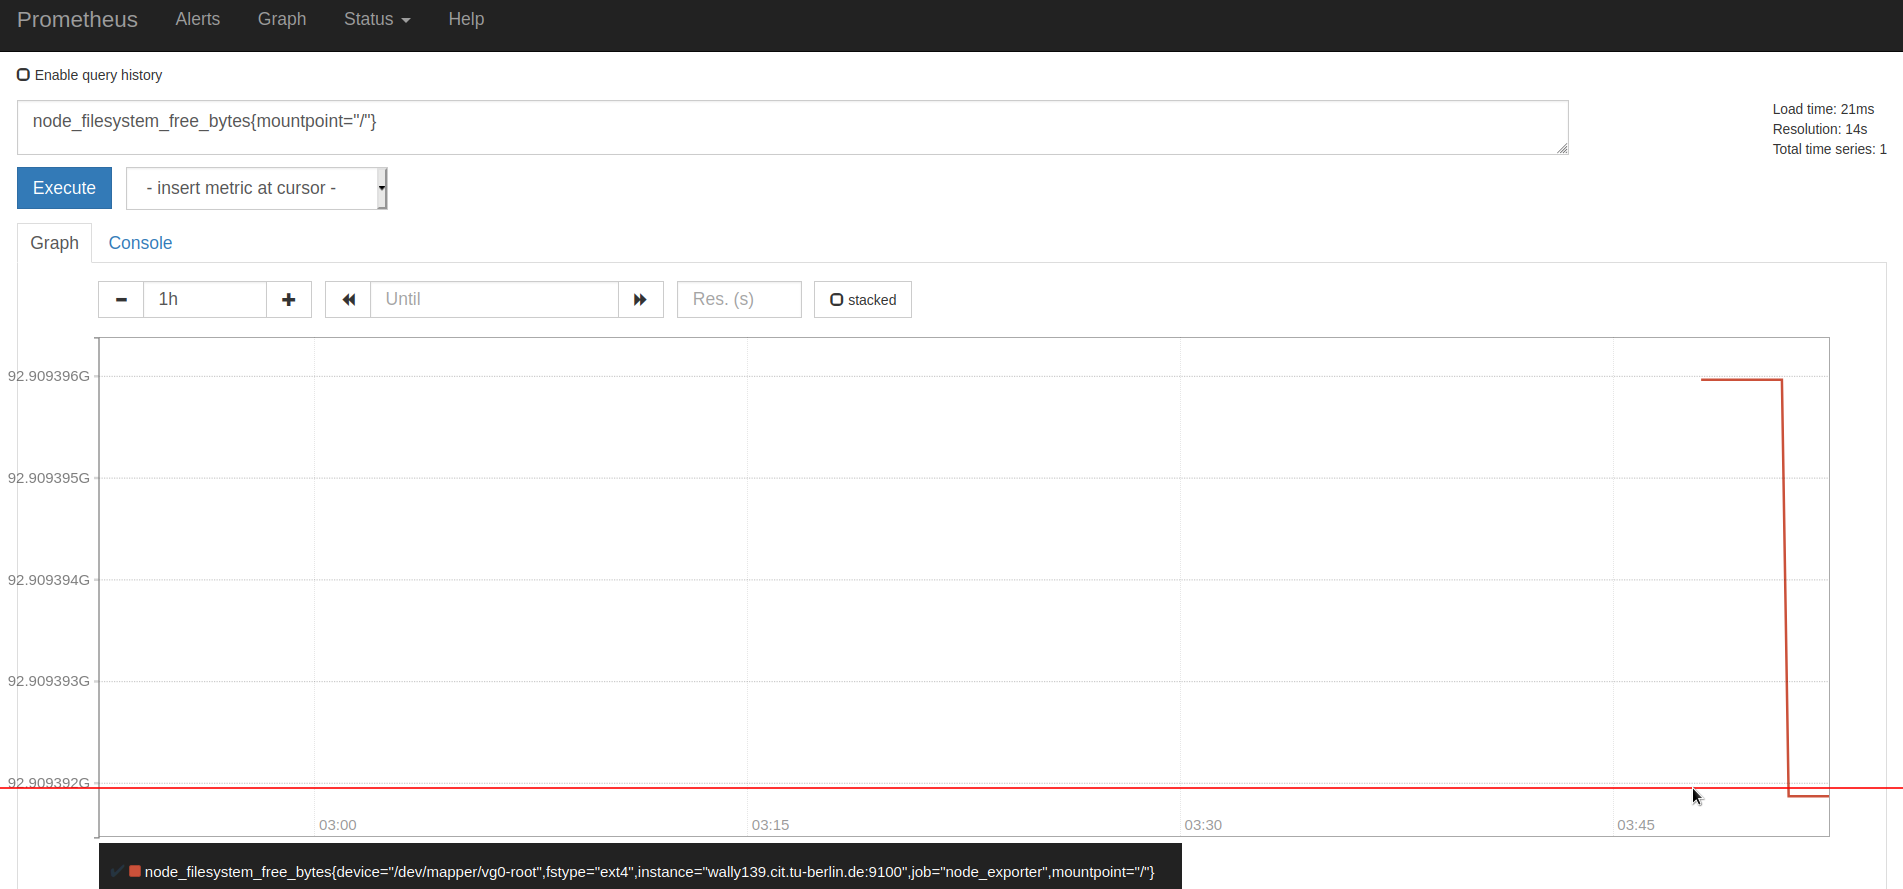 Prometheus Alerts Graph Status Help
Enable query history
node_filesystem_free_bytes{mountpoint="/"}
Load time: 21ms
Resolution: 14s
Total time series: 1
Execute - insert metric at cursor -
Graph Console
1h Until Res. (s) stacked
92.909396G
92.909395G
92.909394G
92.909393G
92.909392G
03:00 03:15 03:30 03:45
node_filesystem_free_bytes{device="/dev/mapper/vg0-root",fstype="ext4",instance="wally139.cit.tu-berlin.de:9100",job="node_exporter",mountpoint="/"}